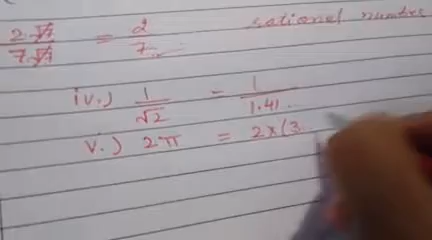 2√7 / 7√7 = 2 / 7 rational number
iv.) 1 / √2 = 1 / 1.41.
v.) 2π = 2×(3